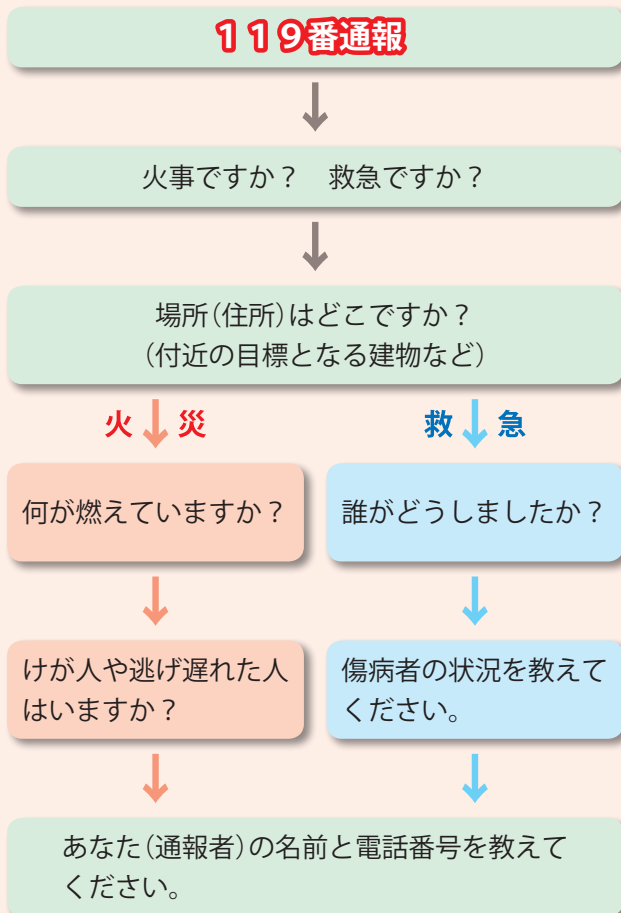 119番通報
火事ですか？　救急ですか？
場所（住所）はどこですか？
（付近の目標となる建物など）
火災
何が燃えていますか？
けが人や逃げ遅れた人
はいますか？
救急
誰がどうしましたか？
傷病者の状況を教えて
ください。
あなた（通報者）の名前と電話番号を教えて
ください。